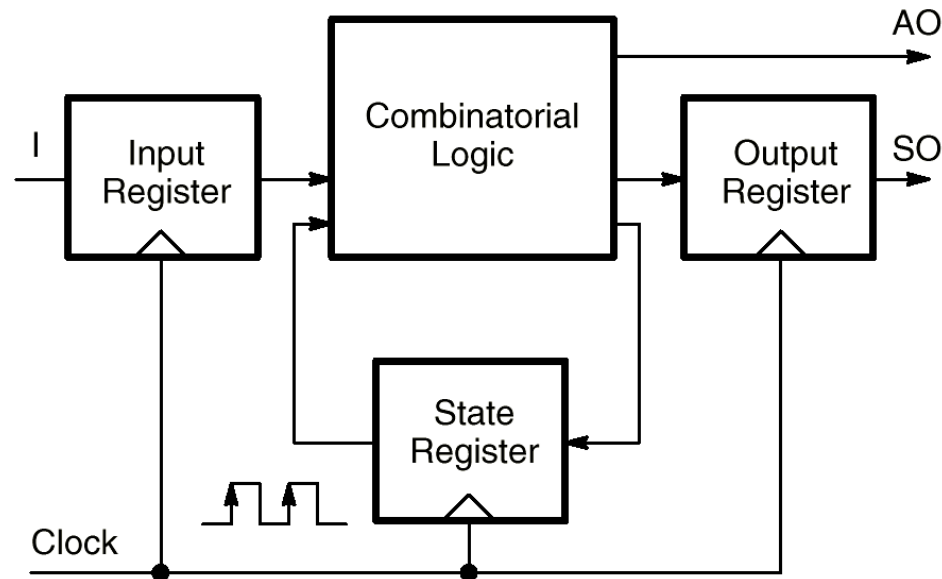 AO
Combinatorial
Logic
I
Input
Register
Output
Register
SO
State
Register
Clock